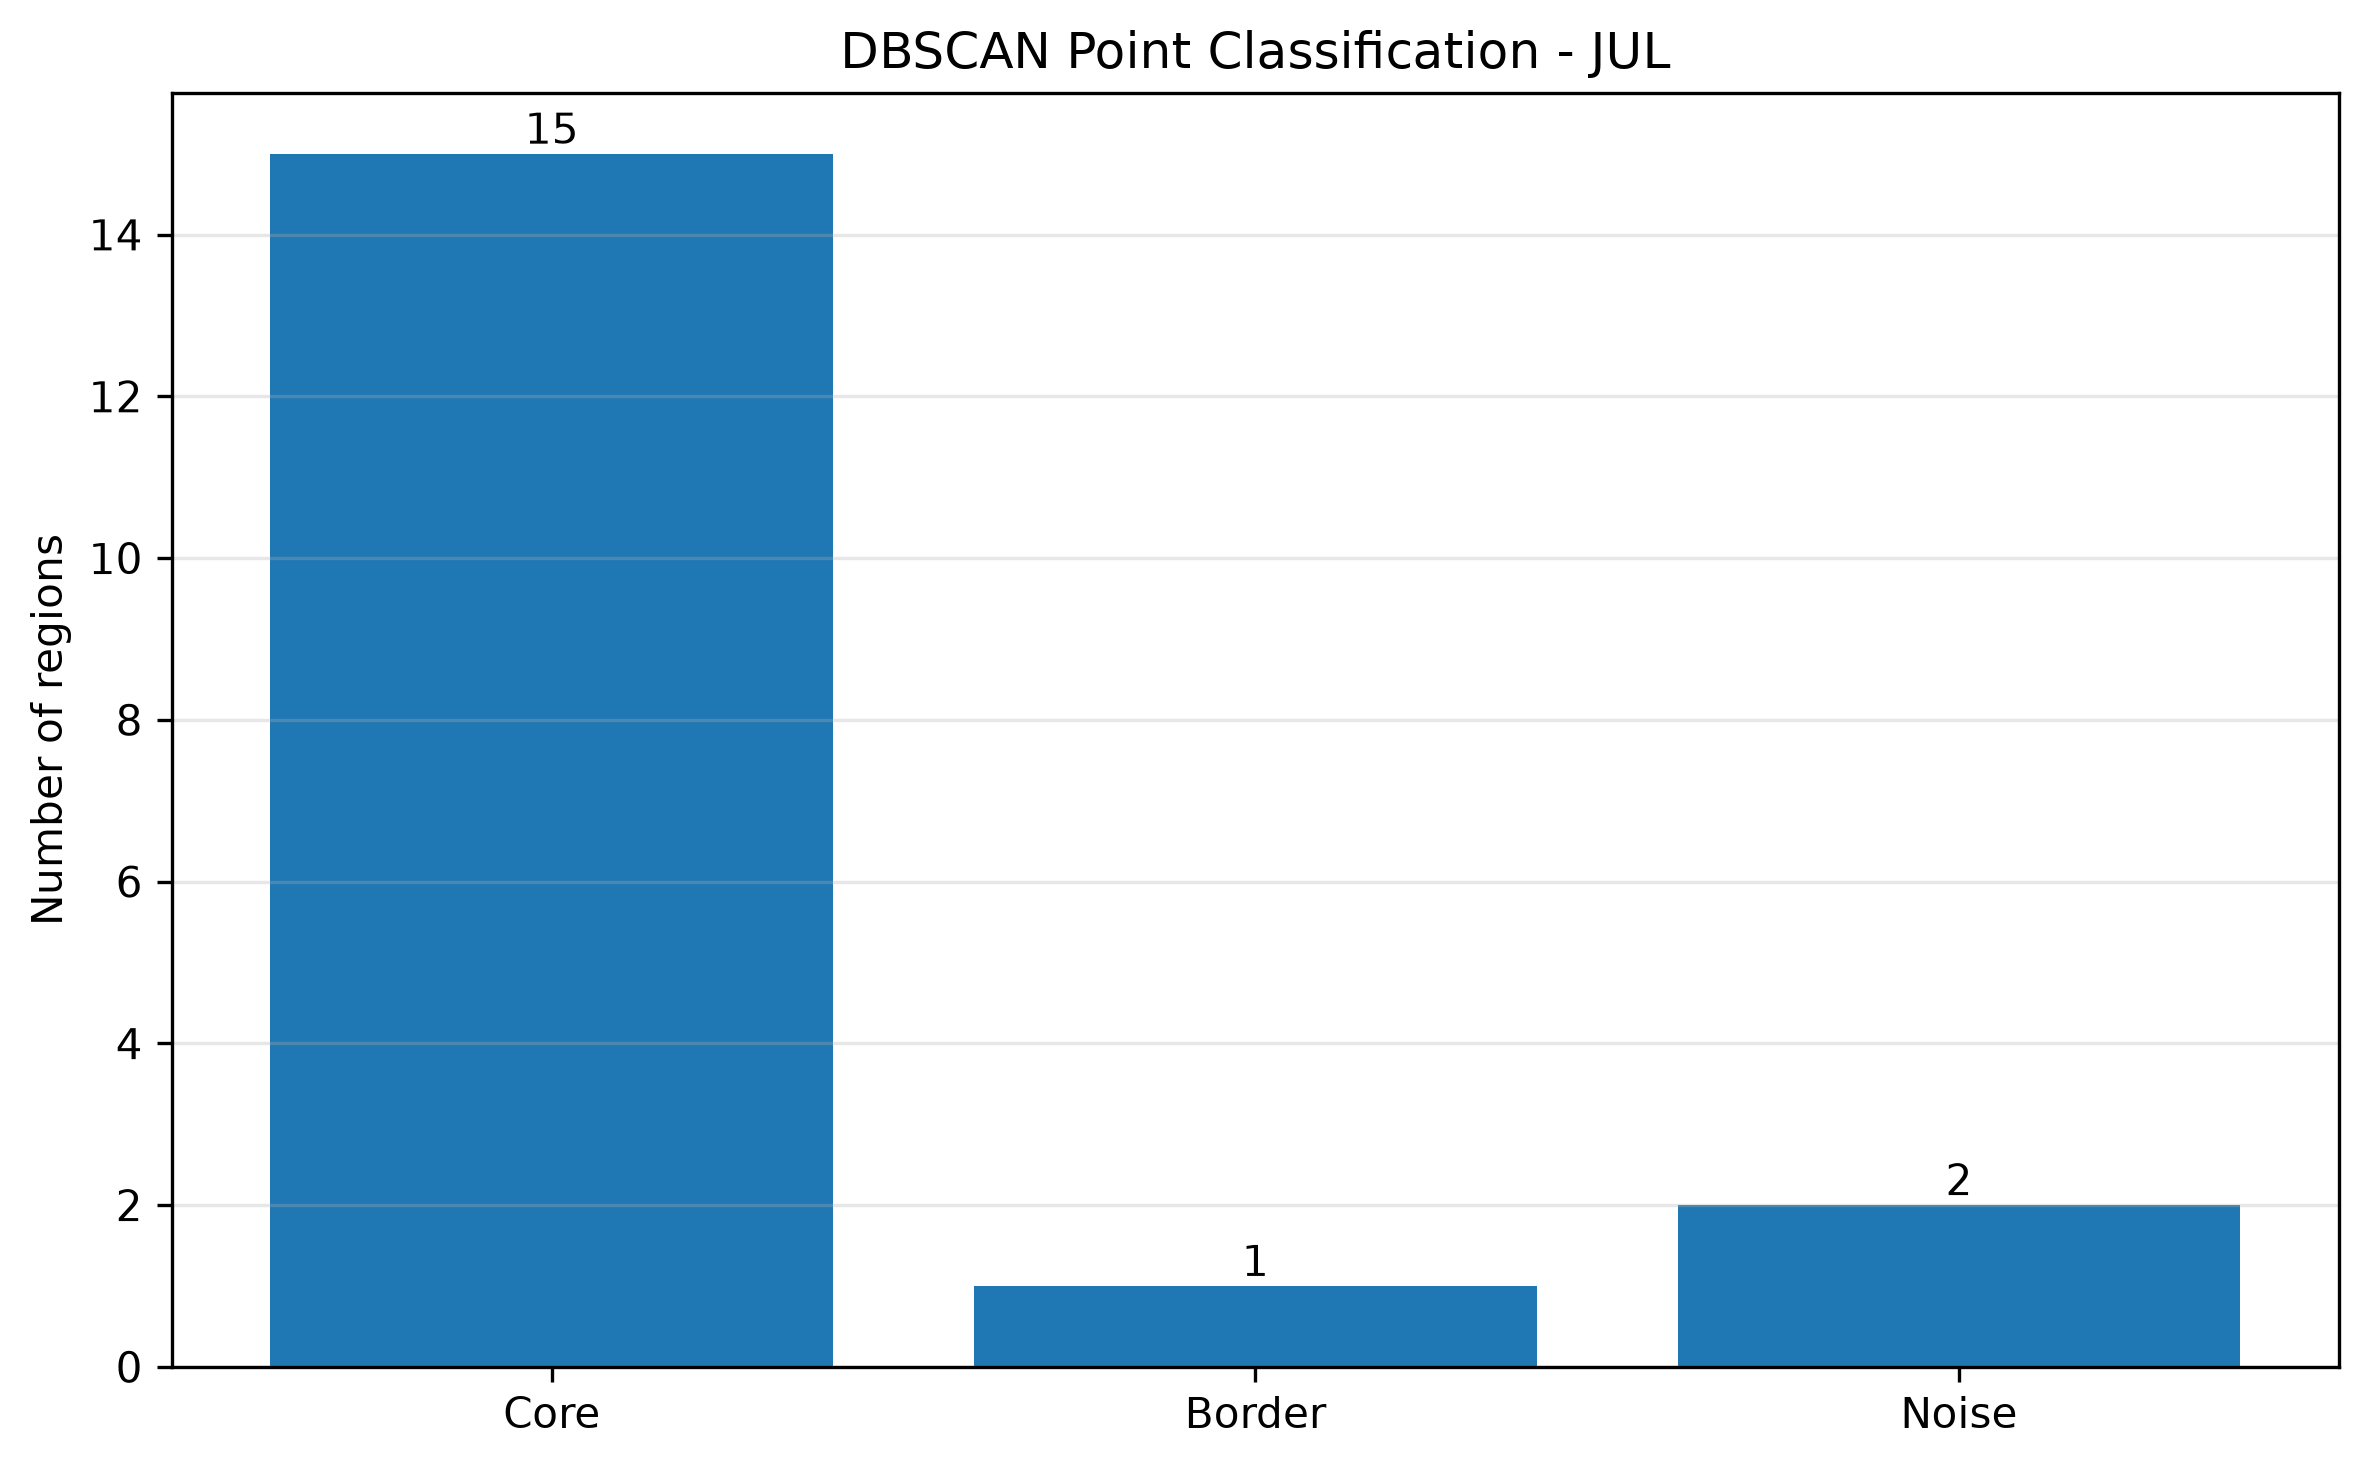 DBSCAN Point Classification - JUL
15
14
12
10
8
6
4
2
0
Number of regions
1
2
Core
Border
Noise